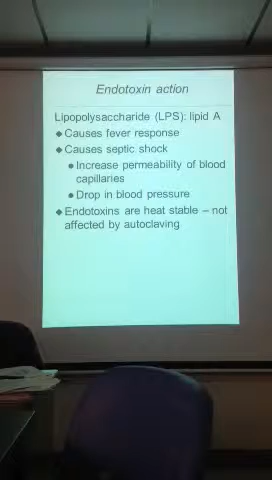 Endotoxin action
Lipopolysaccharide (LPS): lipid A
◆ Causes fever response
◆ Causes septic shock
● Increase permeability of blood
capillaries
● Drop in blood pressure
◆ Endotoxins are heat stable – not
affected by autoclaving